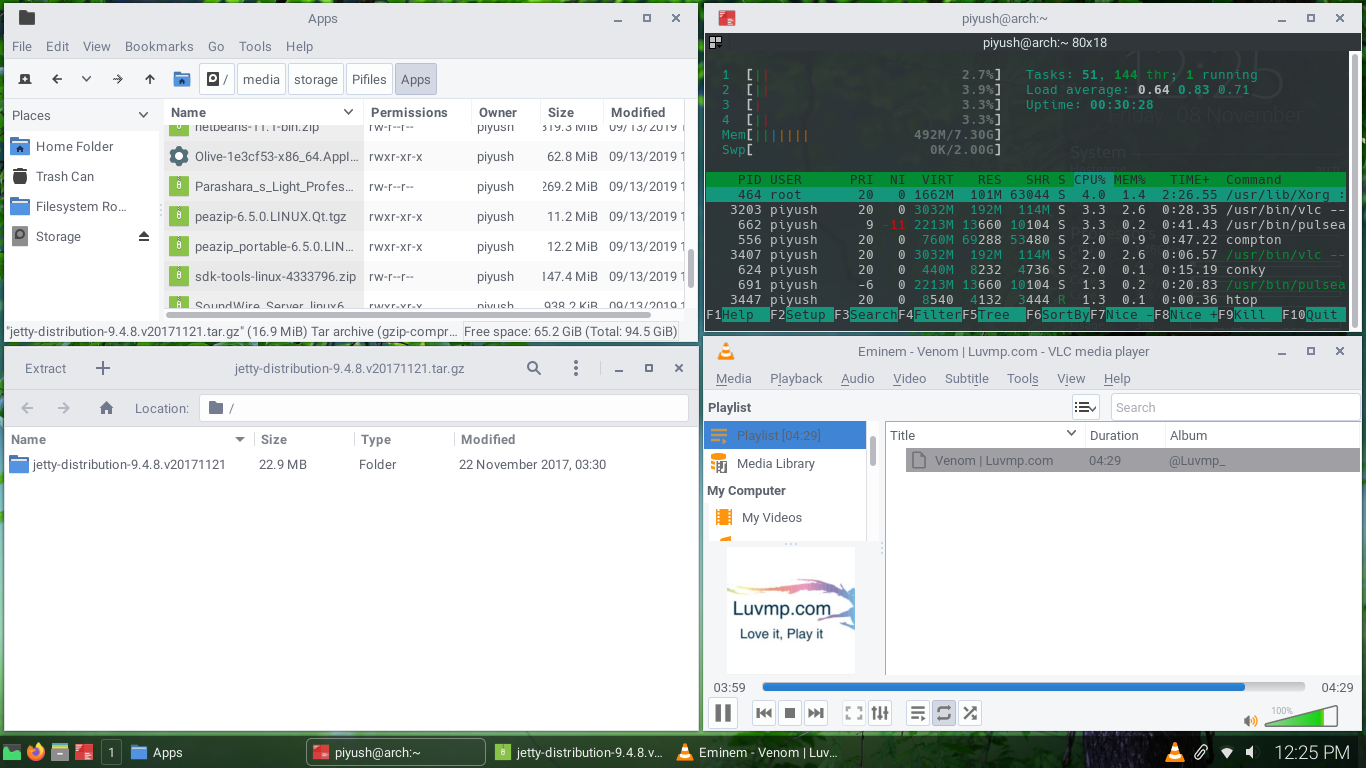 Apps
File Edit View Bookmarks Go Tools Help
/ media storage Pifiles Apps
Places
Home Folder
Trash Can
Filesystem Ro...
Storage
Name Permissions Owner Size Modified
netbeans-11.1-bin.zip rw-r--r-- piyush 319.3 MiB 09/13/2019 1
Olive-1e3cf53-x86_64.AppI... rwxr-xr-x piyush 62.8 MiB 09/13/2019 1
Parashara_s_Light_Profes... rwxr-xr-x piyush 269.2 MiB 09/13/2019 1
peazip-6.5.0.LINUX.Qt.tgz rwxr-xr-x piyush 11.2 MiB 09/13/2019 1
peazip_portable-6.5.0.LIN... rwxr-xr-x piyush 12.2 MiB 09/13/2019 1
sdk-tools-linux-4333796.zip rw-r--r-- piyush 147.4 MiB 09/13/2019 1
SoundWire_Server_linux6... rwxr-xr-x piyush 938.2 KiB 09/13/2019 1
"jetty-distribution-9.4.8.v20171121.tar.gz" (16.9 MiB) Tar archive (gzip-compr... Free space: 65.2 GiB (Total: 94.5 GiB)
piyush@arch:~
piyush@arch:~ 80x18
1 [|| 2.7%] Tasks: 51, 144 thr; 1 running
2 [|| 3.9%] Load average: 0.64 0.83 0.71
3 [| 3.3%] Uptime: 00:30:28
4 [|| 3.3%]
Mem[|||||||| 492M/7.30G]
Swp[ 0K/2.00G]
12:25
Friday, 08 November
System
PID USER PRI NI VIRT RES SHR S CPU% MEM% TIME+ Command
464 root 20 0 1662M 101M 63044 S 4.0 1.4 2:26.55 /usr/lib/Xorg :
3203 piyush 20 0 3032M 192M 114M S 3.3 2.6 0:28.35 /usr/bin/vlc --
662 piyush 9 -11 2213M 13660 10104 S 3.3 0.2 0:41.43 /usr/bin/pulsea
556 piyush 20 0 760M 69288 53480 S 2.0 0.9 0:47.22 compton
3407 piyush 20 0 3032M 192M 114M S 2.0 2.6 0:06.57 /usr/bin/vlc --
624 piyush 20 0 440M 8232 4736 S 2.0 0.1 0:15.19 conky
691 piyush -6 0 2213M 13660 10104 S 1.3 0.2 0:20.83 /usr/bin/pulsea
3447 piyush 20 0 8540 4132 3444 R 1.3 0.1 0:00.36 htop
F1Help F2Setup F3SearchF4FilterF5Tree F6SortByF7Nice -F8Nice +F9Kill F10Quit
Extract jetty-distribution-9.4.8.v20171121.tar.gz
Location: /
Name Size Type Modified
jetty-distribution-9.4.8.v20171121 22.9 MB Folder 22 November 2017, 03:30
Eminem - Venom | Luvmp.com - VLC media player
Media Playback Audio Video Subtitle Tools View Help
Playlist Search
Playlist [04:29]
Media Library
My Computer
My Videos
Title Duration Album
Venom | Luvmp.com 04:29 @Luvmp_
Luvmp.com
Love it, Play it
03:59 04:29
100%
1 Apps piyush@arch:~ jetty-distribution-9.4.8.v... Eminem - Venom | Luv... 12:25 PM